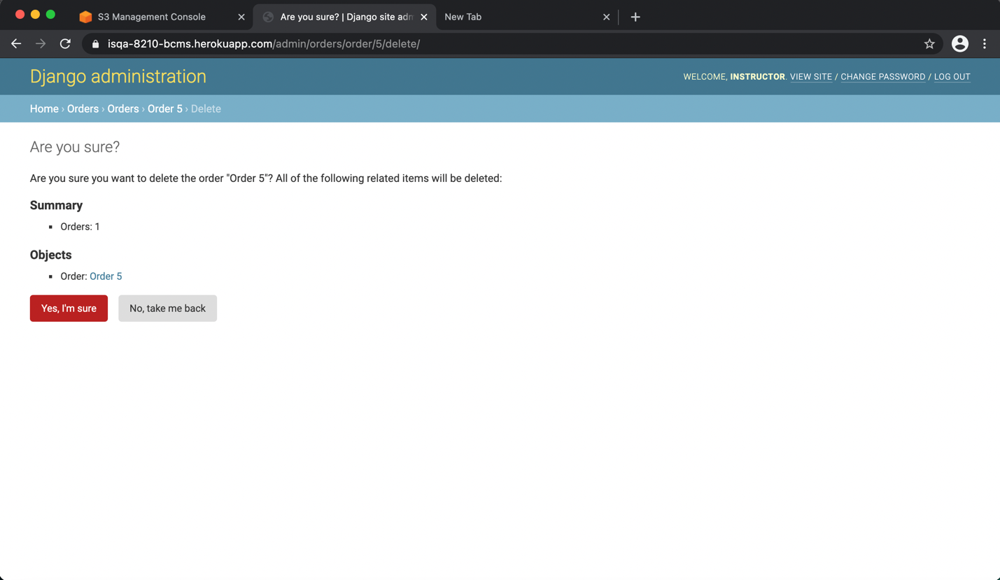 S3 Management Console
Are you sure? | Django site adn
New Tab
isqa-8210-bcms.herokuapp.com/admin/orders/order/5/delete/
Django administration
WELCOME, INSTRUCTOR. VIEW SITE / CHANGE PASSWORD / LOG OUT
Home › Orders › Orders › Order 5 › Delete
Are you sure?
Are you sure you want to delete the order "Order 5"? All of the following related items will be deleted:
Summary
Orders: 1
Objects
Order: Order 5
Yes, I'm sure
No, take me back